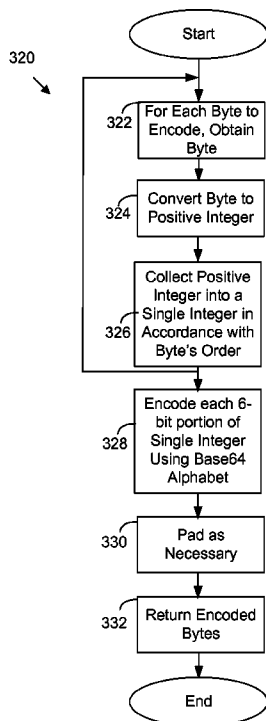 Start
320
322
For Each Byte to
Encode, Obtain
Byte
324
Convert Byte to
Positive Integer
326
Collect Positive
Integer into a
Single Integer in
Accordance with
Byte's Order
328
Encode each 6-
bit portion of
Single Integer
Using Base64
Alphabet
330
Pad as
Necessary
332
Return Encoded
Bytes
End